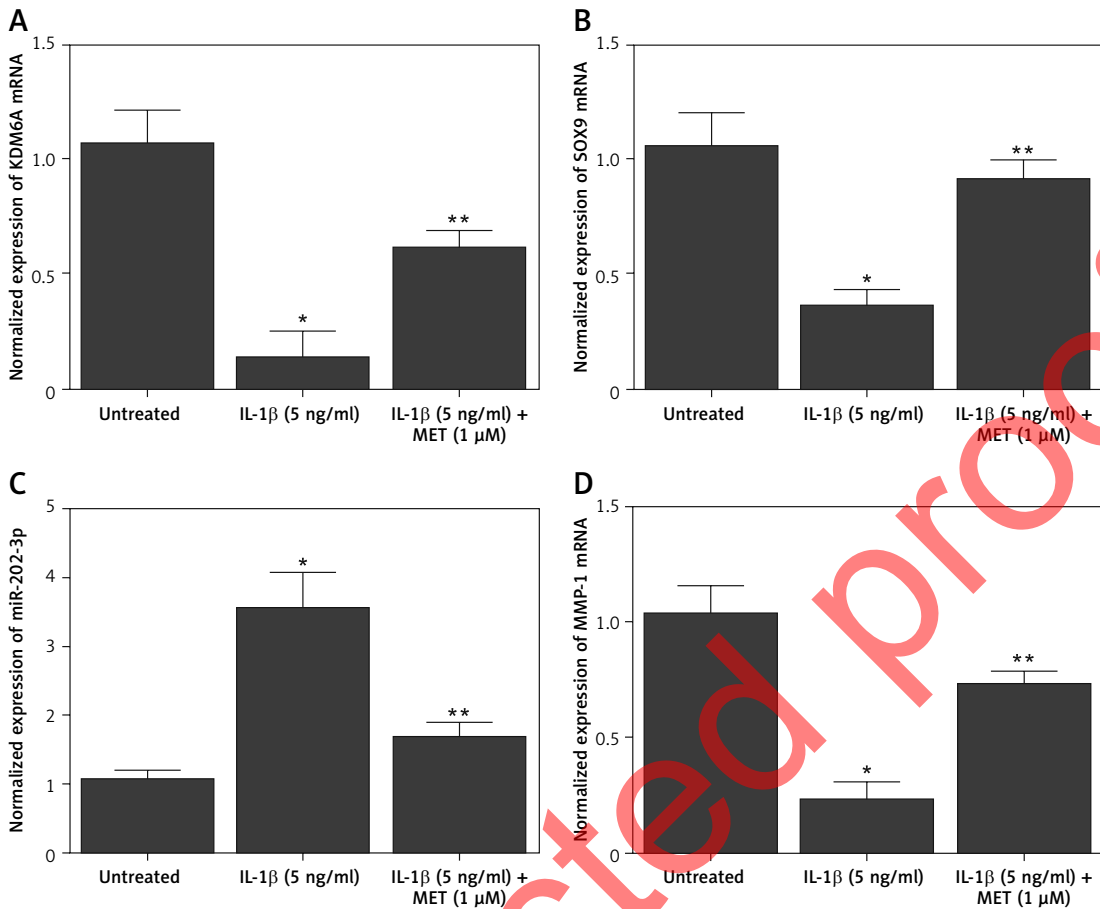 A
Normalized expression of KDM6A mRNA
1.5
1.0
0.5
0
*
**
Untreated
IL-1β (5 ng/ml)
IL-1β (5 ng/ml) +
MET (1 µM)
B
Normalized expression of SOX9 mRNA
1.5
1.0
0.5
0
*
**
Untreated
IL-1β (5 ng/ml)
IL-1β (5 ng/ml) +
MET (1 µM)
C
Normalized expression of miR-202-3p
5
4
3
2
1
0
*
**
Untreated
IL-1β (5 ng/ml)
IL-1β (5 ng/ml) +
MET (1 µM)
D
Normalized expression of MMP-1 mRNA
1.5
1.0
0.5
0
*
**
Untreated
IL-1β (5 ng/ml)
IL-1β (5 ng/ml) +
MET (1 µM)